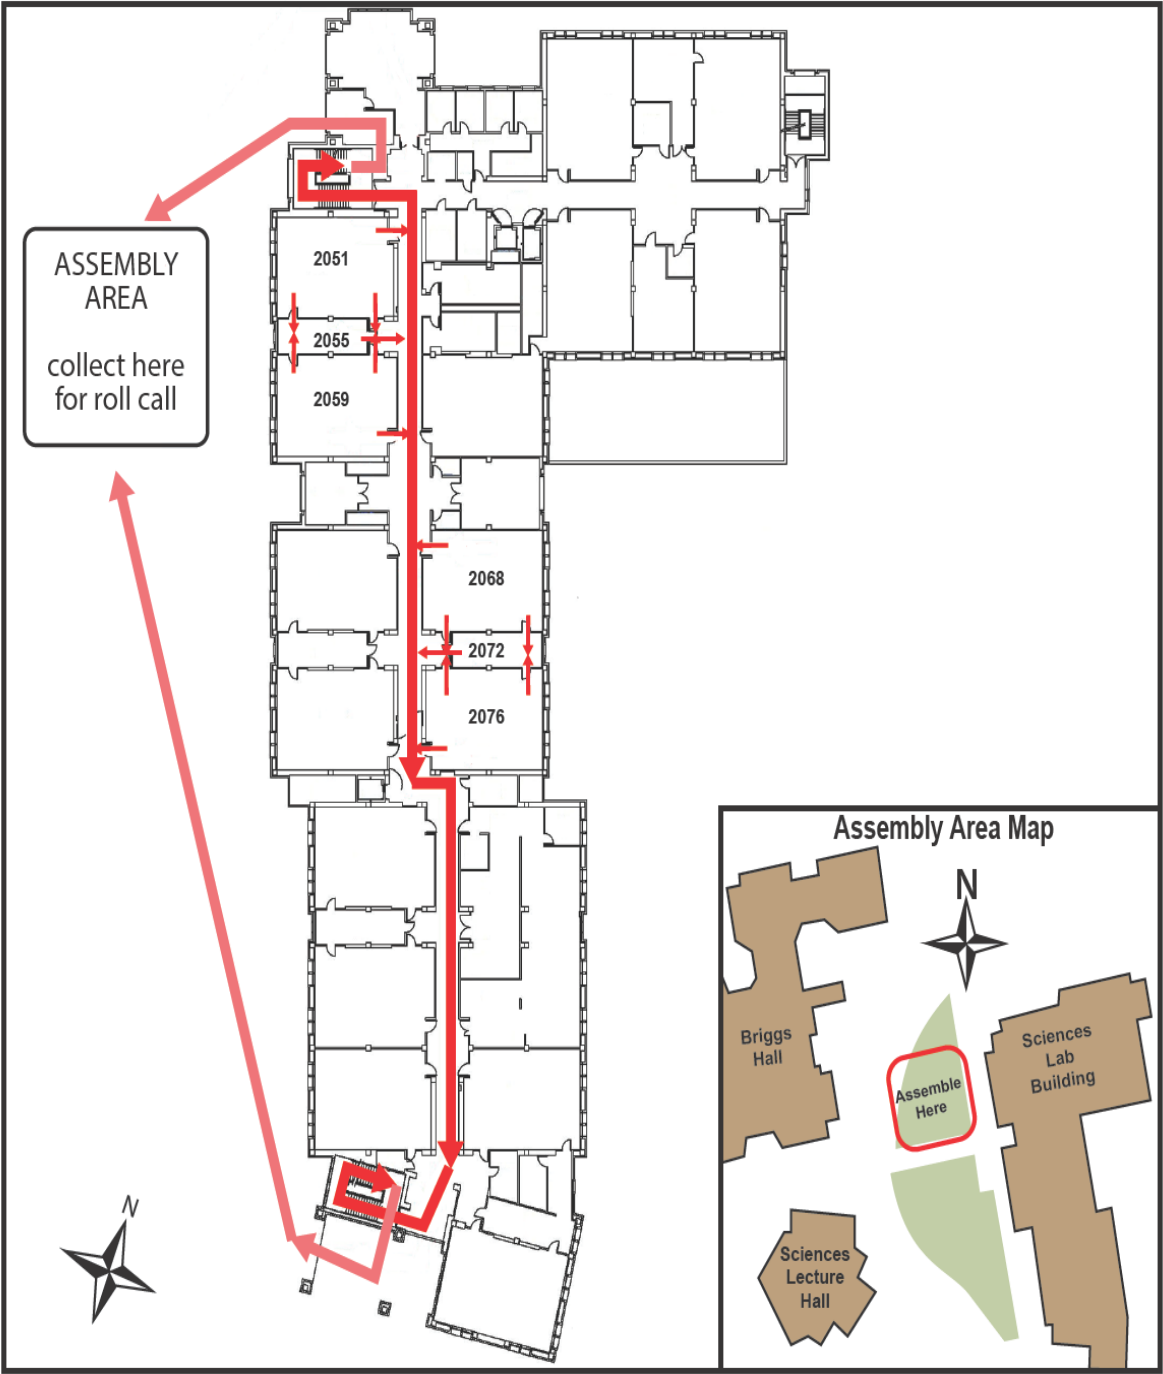 ASSEMBLY
AREA
collect here
for roll call
2051
2055
2059
2068
2072
2076
N
Assembly Area Map
N
Briggs
Hall
Sciences
Lab
Building
Assemble
Here
Sciences
Lecture
Hall